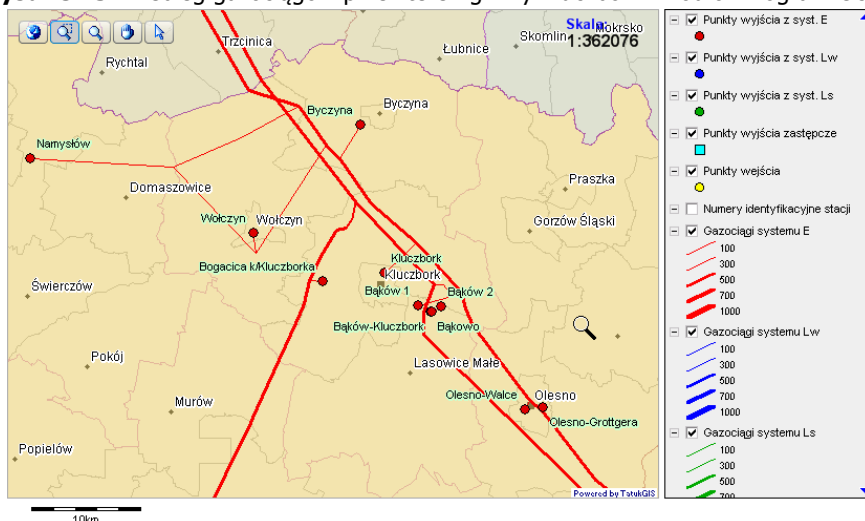 Skala:
1:362076
Trzcinica
Rychtal
Łubnice
Skomlin
Mokrsko
Byczyna
Byczyna
Namysłów
Domaszowice
Praszka
Wołczyn
Wołczyn
Gorzów Śląski
Kluczbork
Bogacica k/Kluczborka
Kluczbork
Świerczów
Bąków 1
Bąków 2
Bąków-Kluczbork
Bąkowo
Pokój
Lasowice Małe
Murów
Olesno-Walce
Olesno
Olesno-Grottgera
Popielów
Powered by TatukGIS
10km
Punkty wyjścia z syst. E
Punkty wyjścia z syst. Lw
Punkty wyjścia z syst. Ls
Punkty wyjścia zastępcze
Punkty wejścia
Numery identyfikacyjne stacji
Gazociągi systemu E
100
300
500
700
1000
Gazociągi systemu Lw
100
300
500
700
1000
Gazociągi systemu Ls
100
300
500
700